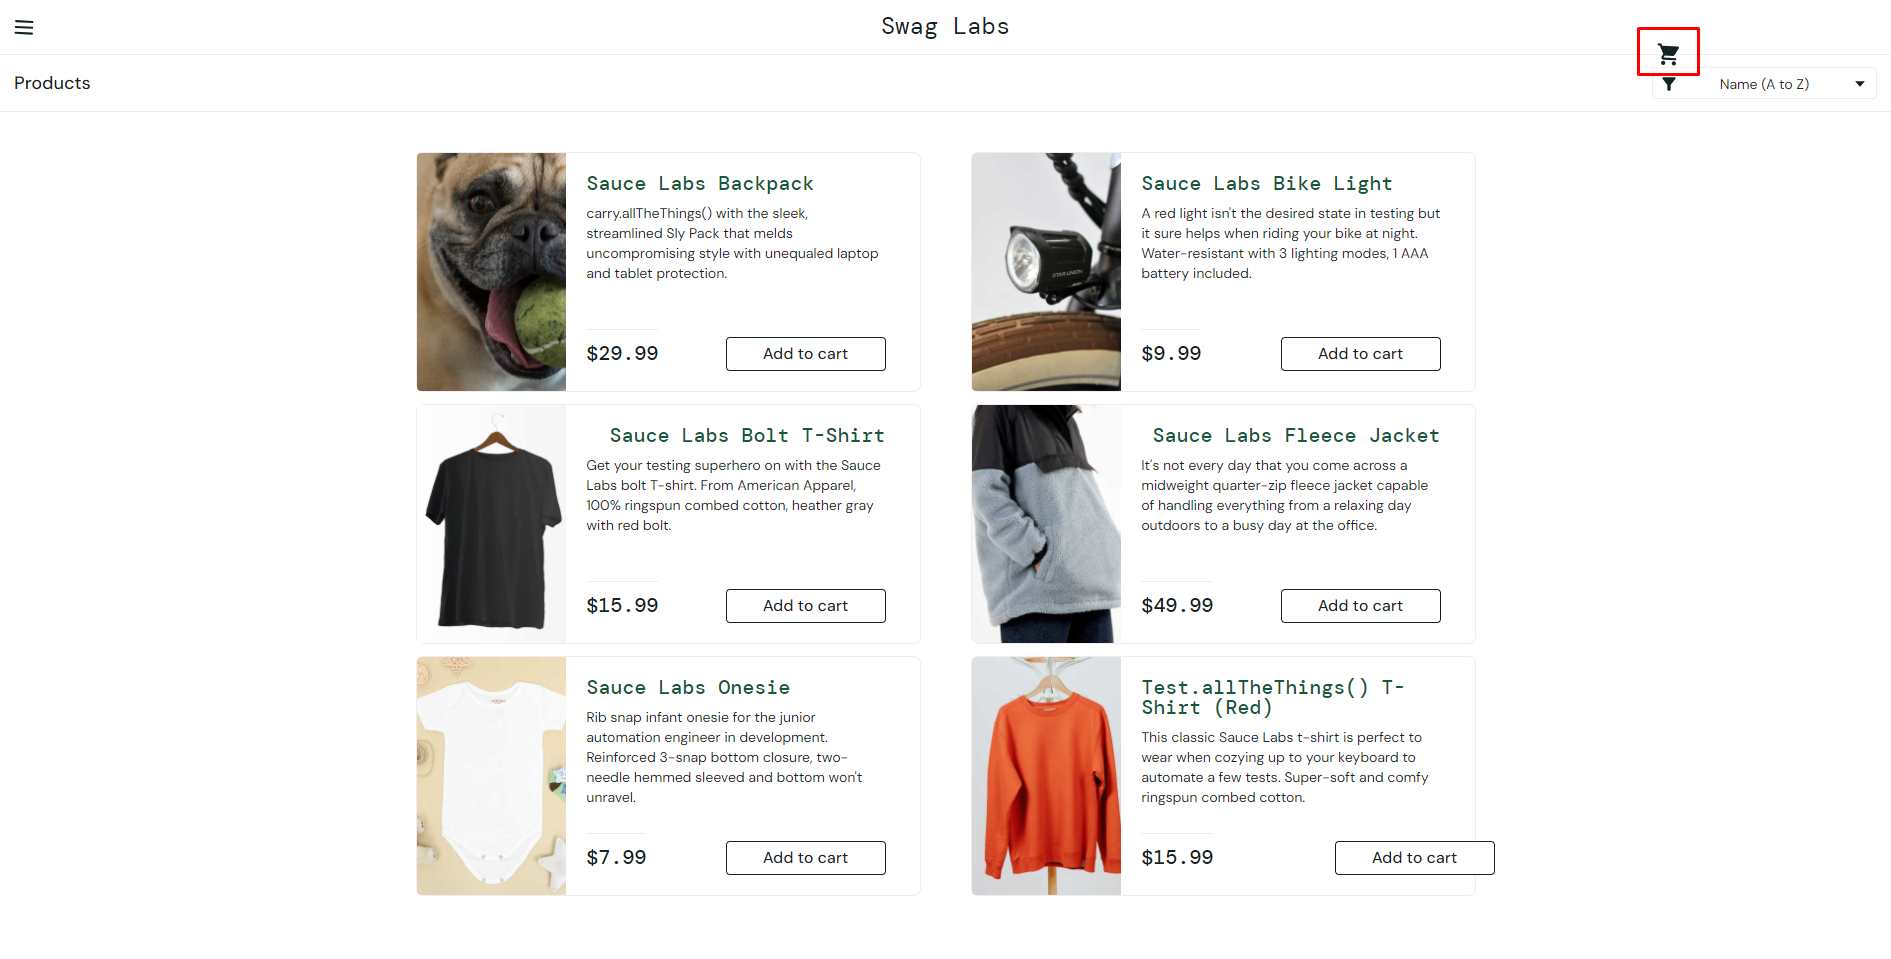 Swag Labs
Products
Name (A to Z)
Sauce Labs Backpack
carry.allTheThings() with the sleek,
streamlined Sly Pack that melds
uncompromising style with unequaled laptop
and tablet protection.
$29.99
Add to cart
Sauce Labs Bike Light
A red light isn't the desired state in testing but
it sure helps when riding your bike at night.
Water-resistant with 3 lighting modes, 1 AAA
battery included.
$9.99
Add to cart
STAR UNION
Sauce Labs Bolt T-Shirt
Get your testing superhero on with the Sauce
Labs bolt T-shirt. From American Apparel,
100% ringspun combed cotton, heather gray
with red bolt.
$15.99
Add to cart
Sauce Labs Fleece Jacket
It's not every day that you come across a
midweight quarter-zip fleece jacket capable
of handling everything from a relaxing day
outdoors to a busy day at the office.
$49.99
Add to cart
Sauce Labs Onesie
Rib snap infant onesie for the junior
automation engineer in development.
Reinforced 3-snap bottom closure, two-
needle hemmed sleeved and bottom won't
unravel.
$7.99
Add to cart
Test.allTheThings() T-
Shirt (Red)
This classic Sauce Labs t-shirt is perfect to
wear when cozying up to your keyboard to
automate a few tests. Super-soft and comfy
ringspun combed cotton.
$15.99
Add to cart